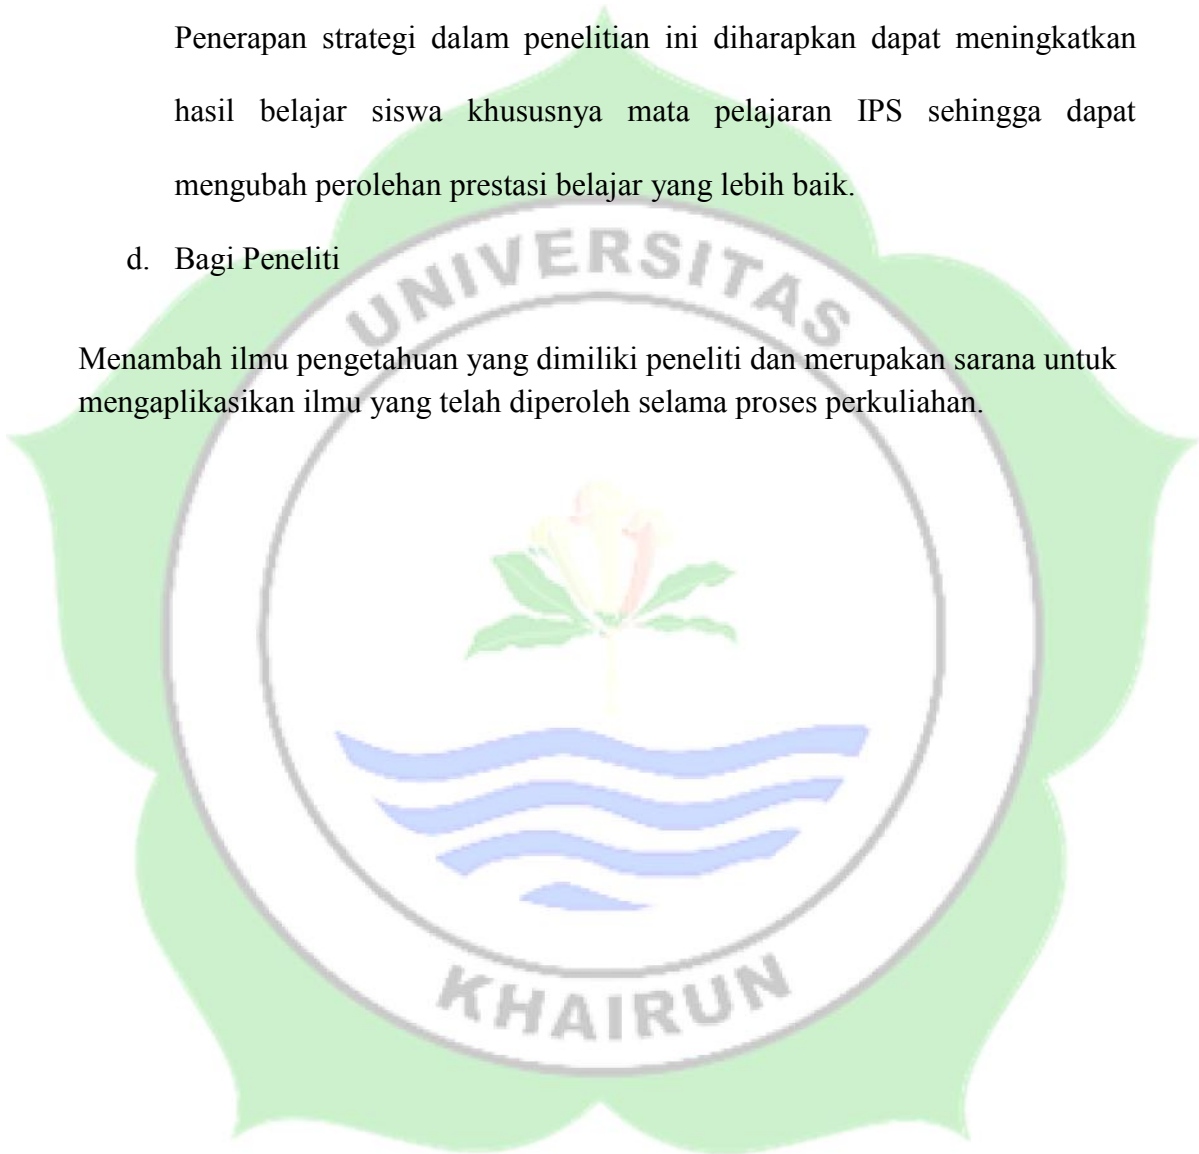 Penerapan strategi dalam penelitian ini diharapkan dapat meningkatkan
hasil belajar siswa khususnya mata pelajaran IPS sehingga dapat
mengubah perolehan prestasi belajar yang lebih baik.
d. Bagi Peneliti
UNIVERSITAS
Menambah ilmu pengetahuan yang dimiliki peneliti dan merupakan sarana untuk
mengaplikasikan ilmu yang telah diperoleh selama proses perkuliahan.
KHAIRUN